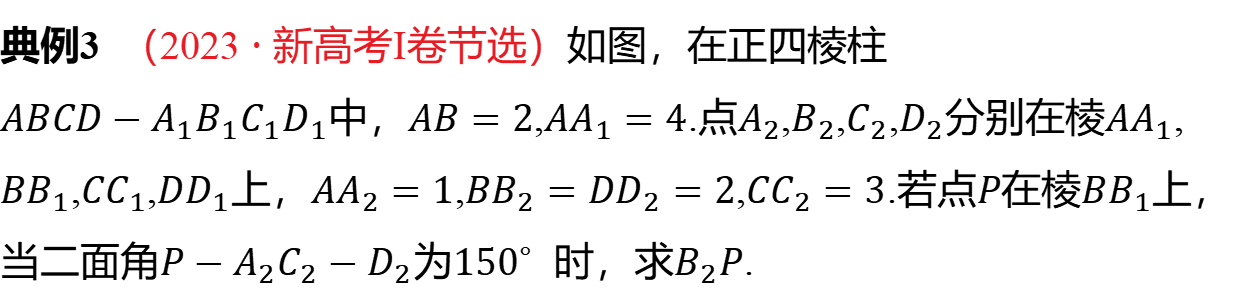 典例3 (2023·新高考I卷节选)如图，在正四棱柱
ABCD − A₁B₁C₁D₁中，AB = 2,AA₁ = 4.点A₂,B₂,C₂,D₂分别在棱AA₁,
BB₁,CC₁,DD₁上，AA₂ = 1,BB₂ = DD₂ = 2,CC₂ = 3.若点P在棱BB₁上，
当二面角P − A₂C₂ − D₂为150° 时，求B₂P.